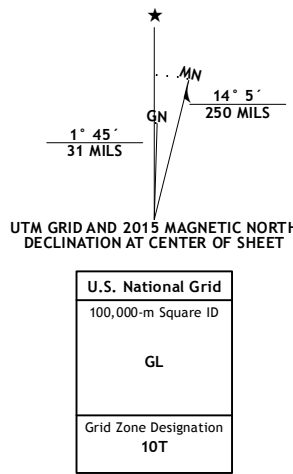 ★
MN
GN
1° 45´
31 MILS
14° 5´
250 MILS
UTM GRID AND 2015 MAGNETIC NORTH
DECLINATION AT CENTER OF SHEET
U.S. National Grid
100,000-m Square ID
GL
Grid Zone Designation
10T